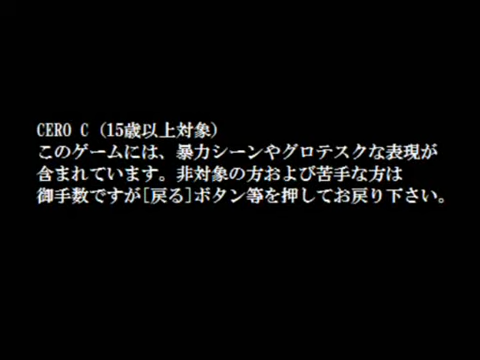 CERO C (15歳以上対象)
このゲームには、暴力シーンやグロテスクな表現が
含まれています。非対象の方および苦手な方は
御手数ですが[戻る]ボタン等を押してお戻り下さい。